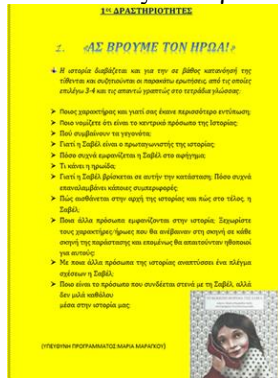 1ες ΔΡΑΣΤΗΡΙΟΤΗΤΕΣ
1. «ΑΣ ΒΡΟΥΜΕ ΤΟΝ ΗΡΩΑ!»
Η ιστορία διαβάζεται και για την σε βάθος κατανόησή της
τίθενται και συζητιούνται οι παρακάτω ερωτήσεις, από τις οποίες
επιλέγω 3-4 και τις απαντώ γραπτώς στο τετράδιο γλώσσας:
Ποιος χαρακτήρας και γιατί σας έκανε περισσότερο εντύπωση;
Ποιο νομίζετε ότι είναι το κεντρικό πρόσωπο της Ιστορίας;
Πού συμβαίνουν τα γεγονότα;
Γιατί η Σαβέλ είναι ο πρωταγωνιστής της ιστορίας;
Πόσο συχνά εμφανίζεται η Σαβέλ στο αφήγημα;
Τι κάνει η ηρωίδα;
Γιατί η Σαβέλ βρίσκεται σε αυτήν την κατάσταση; Πόσο συχνά
επαναλαμβάνει κάποιες συμπεριφορές;
Πώς αισθάνεται στην αρχή της ιστορίας και πώς στο τέλος, η
Σαβέλ;
Ποια άλλα πρόσωπα εμφανίζονται στην ιστορία; Ξεχωρίστε
τους χαρακτήρες/ήρωες που θα ανέβαιναν στη σκηνή σε κάθε
σκηνή της παράστασης και επομένως θα απαιτούνταν ηθοποιοί
για αυτούς;
Με ποια άλλα πρόσωπα της ιστορίας αναπτύσσει ένα πλέγμα
σχέσεων η Σαβέλ;
Ποιο είναι το πρόσωπο που συνδέεται στενά με τη Σαβέλ, αλλά
δεν μιλά καθόλου
μέσα στην ιστορία μας;
(ΥΠΕΥΘΥΝΗ ΠΡΟΓΡΑΜΜΑΤΟΣ:ΜΑΡΙΑ ΜΑΡΑΓΚΟΥ)